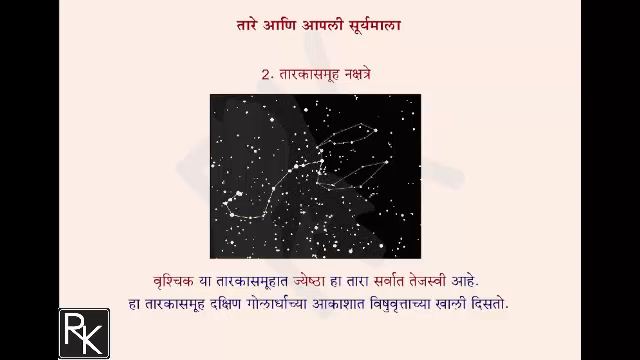 तारे आणि आपली सूर्यमाला
2. तारकासमूह नक्षत्रे
वृश्चिक या तारकासमूहात ज्येष्ठा हा तारा सर्वात तेजस्वी आहे.
हा तारकासमूह दक्षिण गोलार्धाच्या आकाशात विषुववृत्ताच्या खाली दिसतो.
RK